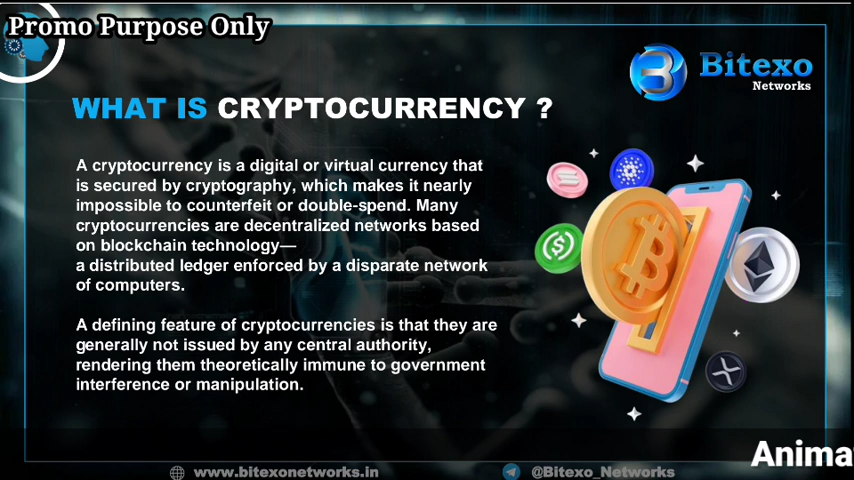 Promo Purpose Only
Bitexo
Networks
WHAT IS CRYPTOCURRENCY ?
A cryptocurrency is a digital or virtual currency that
is secured by cryptography, which makes it nearly
impossible to counterfeit or double-spend. Many
cryptocurrencies are decentralized networks based
on blockchain technology—
a distributed ledger enforced by a disparate network
of computers.
A defining feature of cryptocurrencies is that they are
generally not issued by any central authority,
rendering them theoretically immune to government
interference or manipulation.
Anima
www.bitexonetworks.in
@Bitexo_Networks